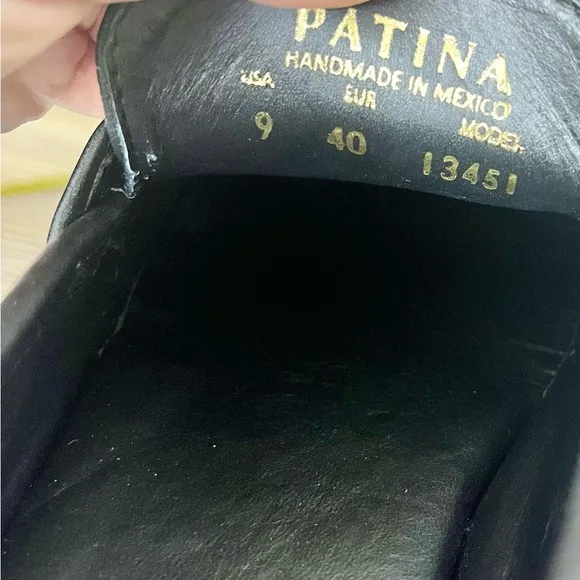 PATINA
HANDMADE IN MEXICO
USA EUR MODEL
9 40 13451